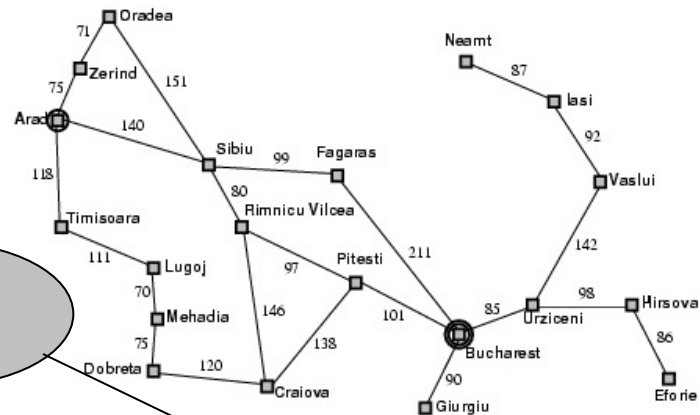 Oradea
71
Neamt
Zerind
87
75
151
Iasi
Arad
140
92
Sibiu
99
Fagaras
118
80
Vaslui
Rimnicu Vilcea
Timisoara
142
211
111
Lugoj
97
Pitesti
70
98
Hirsova
146
85
Mehadia
101
Urziceni
138
86
75
Bucharest
Dobreta
120
90
Craiova
Eforie
Giurgiu